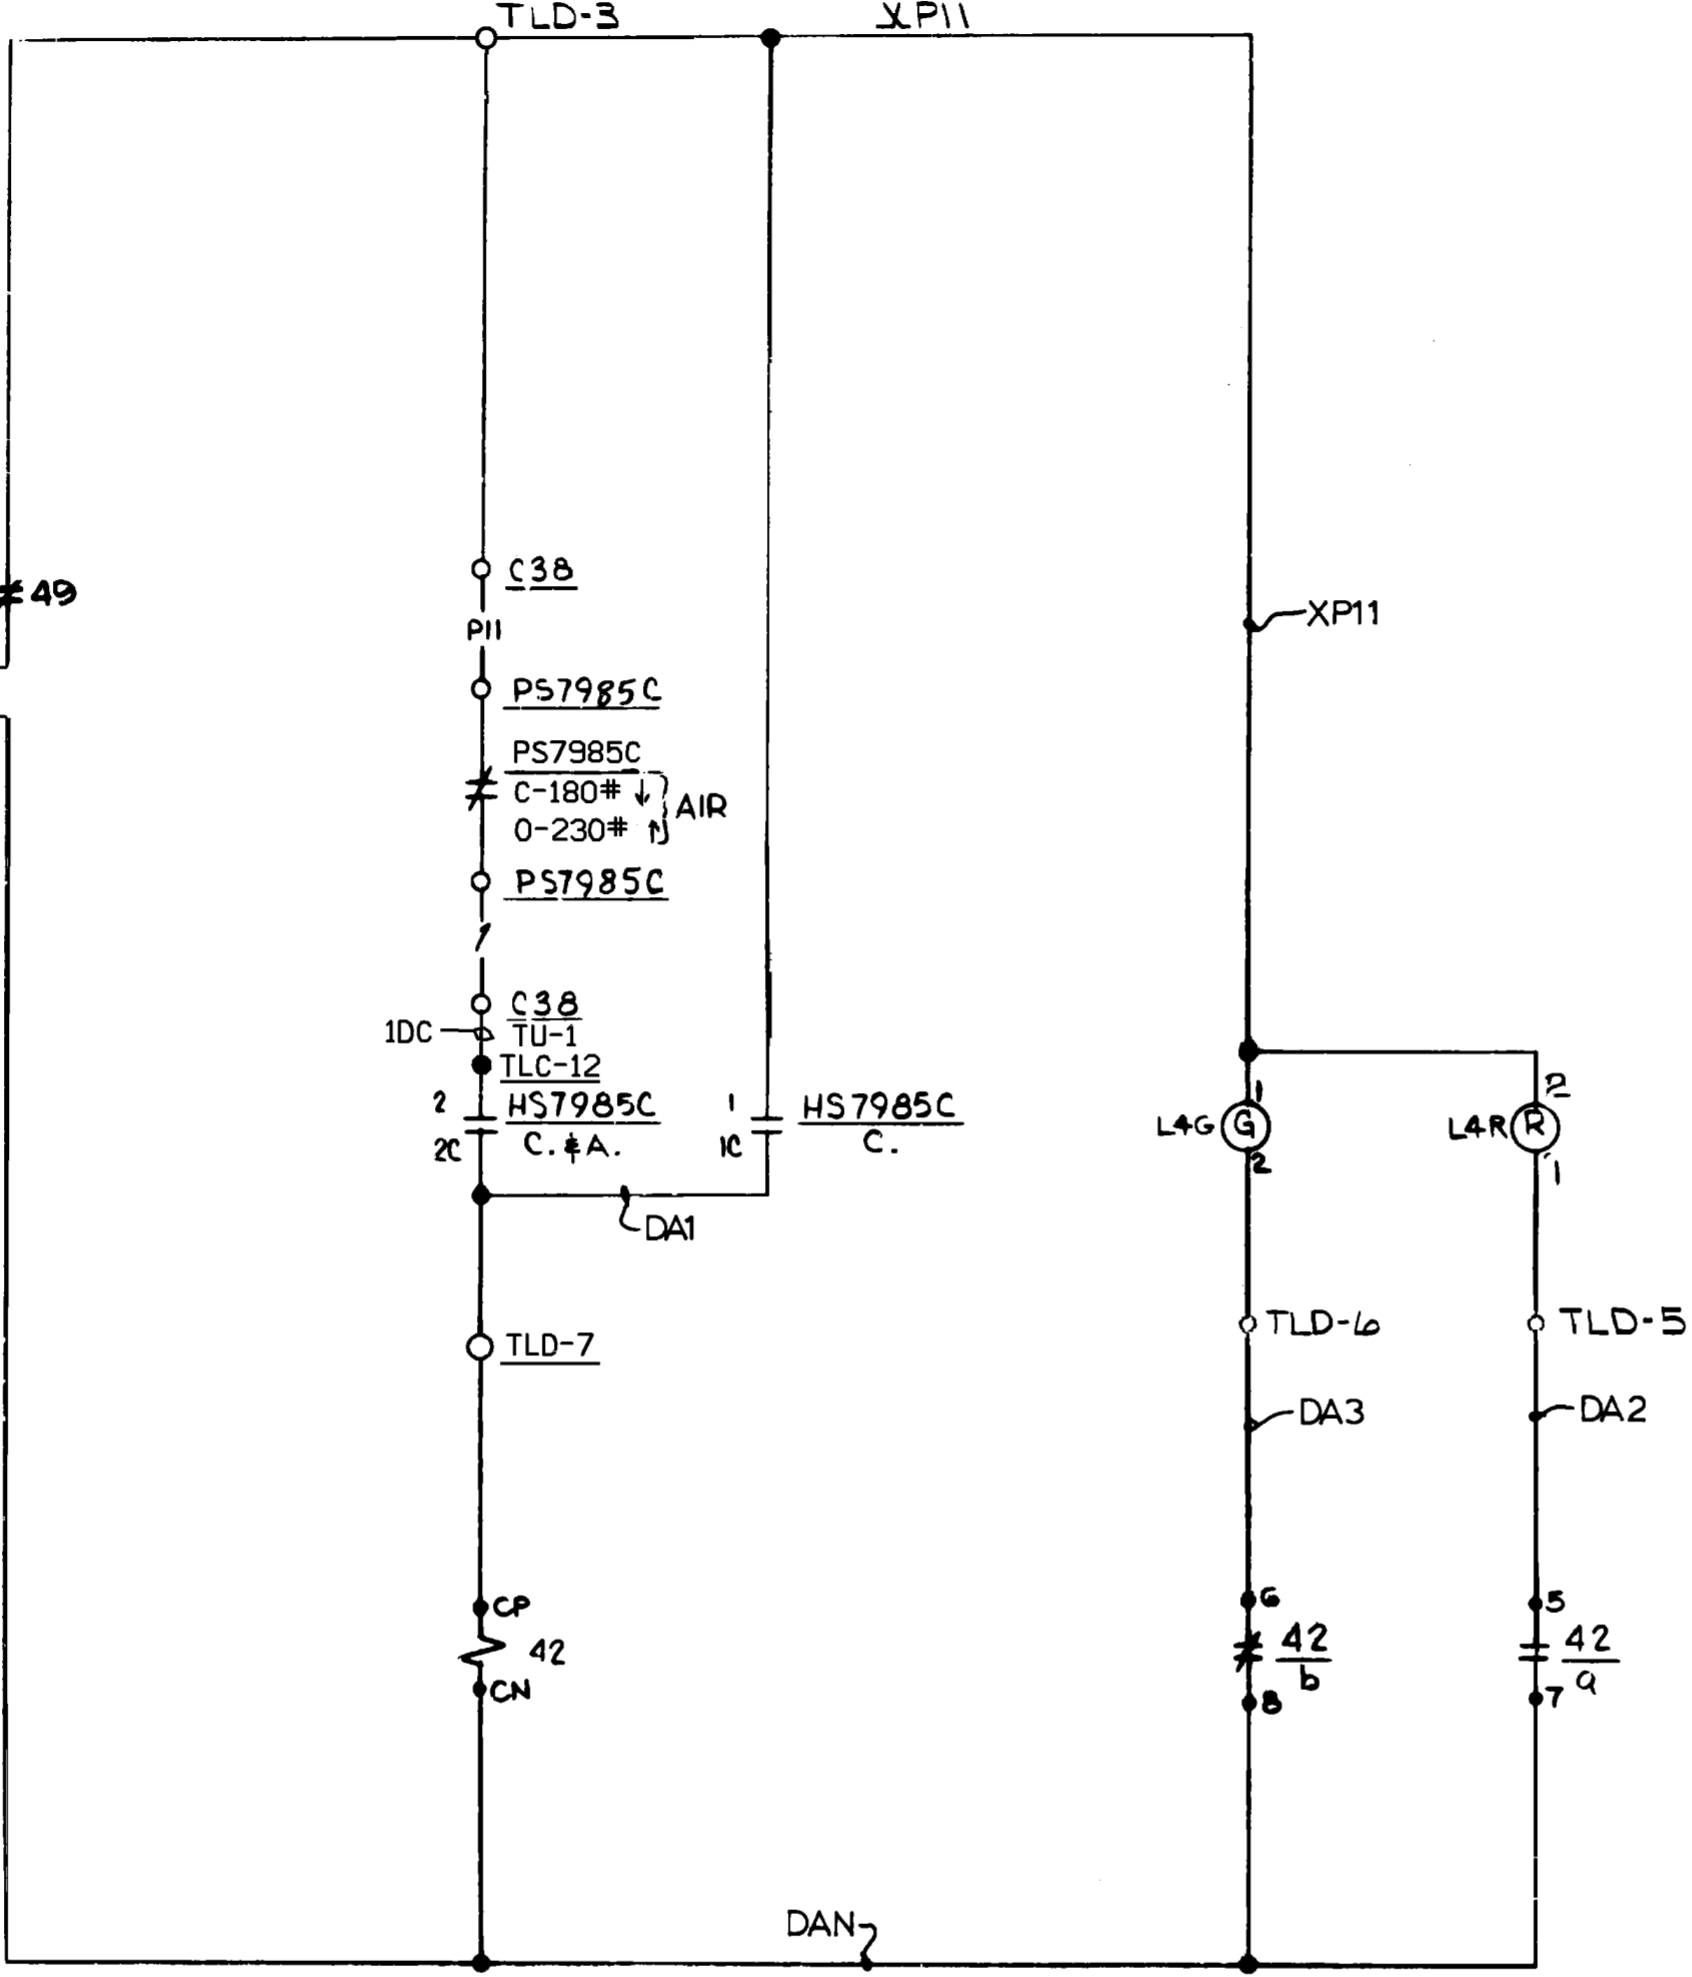 TLD-3
XP11
49
C38
P11
XP11
PS7985C
PS7985C
C-180# ↓
AIR
O-230# ↑
PS7985C
1
C38
1DC
TU-1
TLC-12
2
HS7985C
2C
C. & A.
1
HS7985C
1C
C.
1
2
L4G
G
L4R
R
2
1
DA1
TLD-7
TLD-6
TLD-5
DA3
DA2
CP
42
CN
6
42
b
8
5
42
a
7
DAN